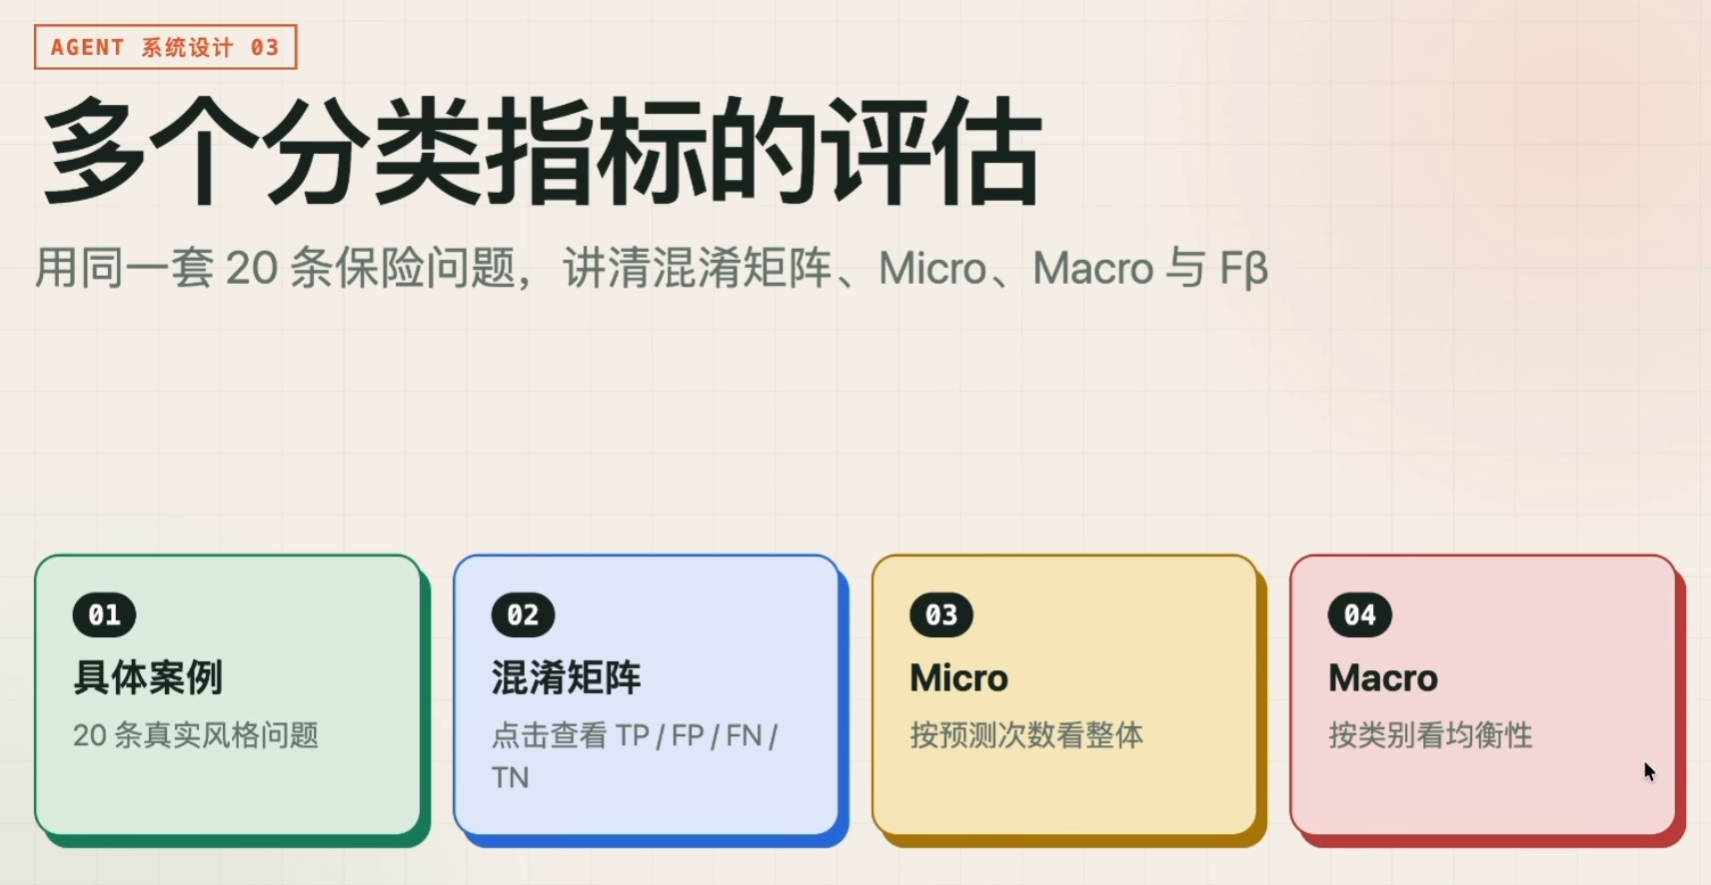 AGENT 系统设计 03
多个分类指标的评估
用同一套 20 条保险问题，讲清混淆矩阵、Micro、Macro 与 Fβ
01
具体案例
20 条真实风格问题
02
混淆矩阵
点击查看 TP / FP / FN /
TN
03
Micro
按预测次数看整体
04
Macro
按类别看均衡性